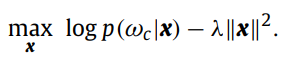 max log p(ω_c|x) − λ‖x‖².
x